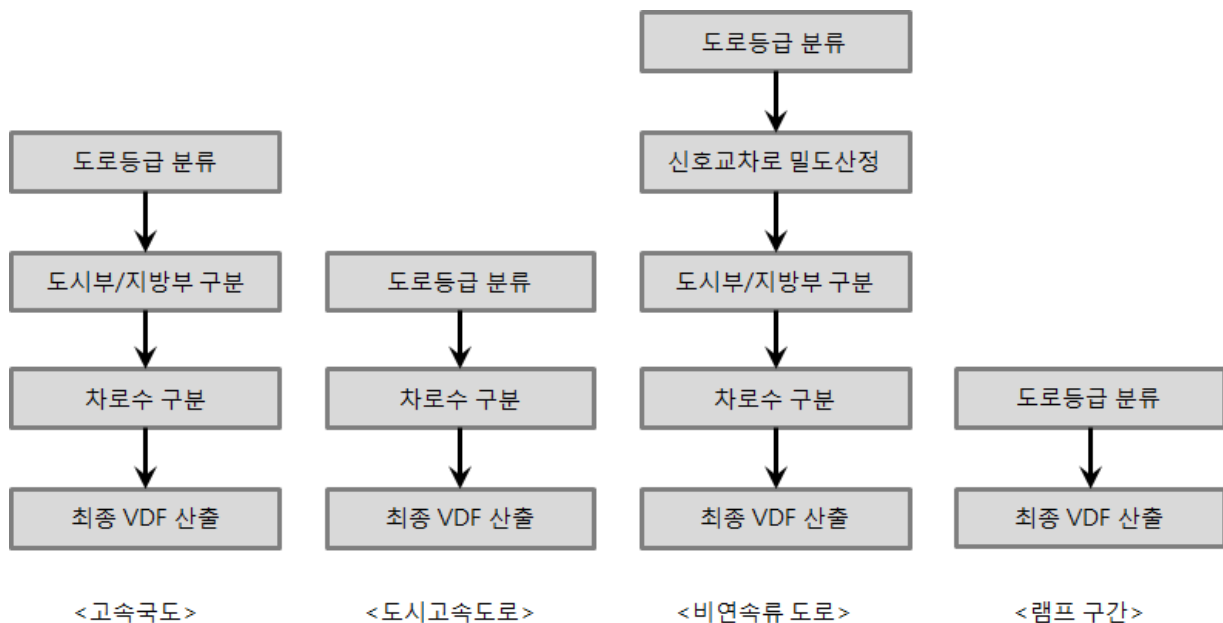 도로등급 분류
도시부/지방부 구분
차로수 구분
최종 VDF 산출
<고속국도>
도로등급 분류
차로수 구분
최종 VDF 산출
<도시고속도로>
도로등급 분류
신호교차로 밀도산정
도시부/지방부 구분
차로수 구분
최종 VDF 산출
<비연속류 도로>
도로등급 분류
최종 VDF 산출
<램프 구간>